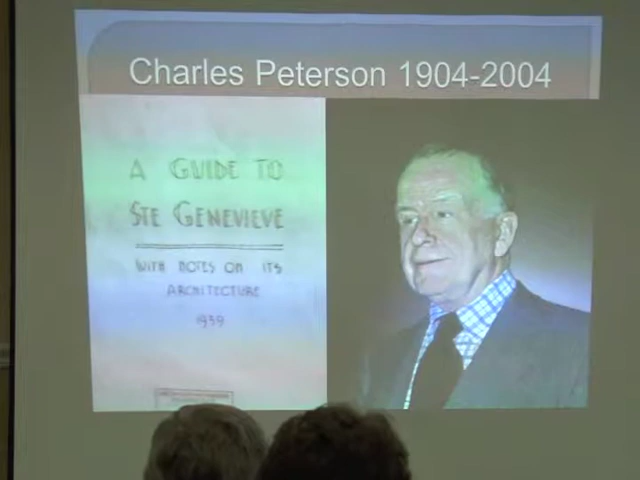 Charles Peterson 1904-2004
A GUIDE TO
STE GENEVIEVE
WITH NOTES ON ITS
ARCHITECTURE
1939